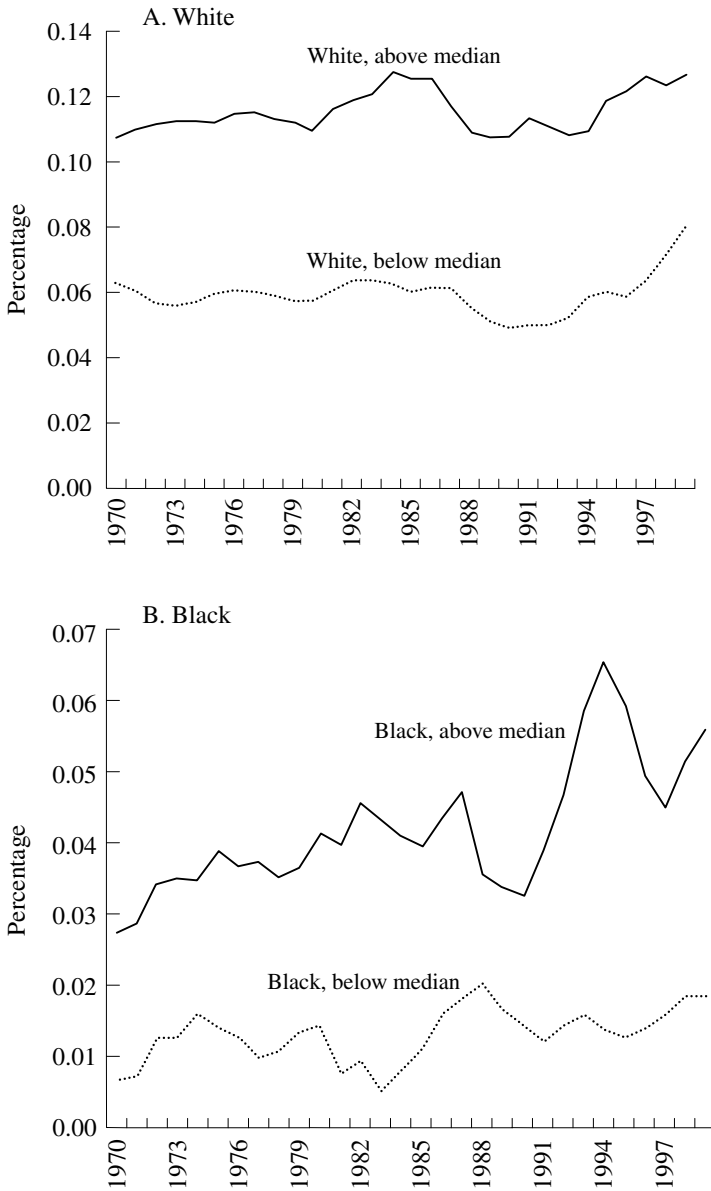 A. White
0.14
0.12
0.10
0.08
0.06
0.04
0.02
0.00
Percentage
White, above median
White, below median
1970 1973 1976 1979 1982 1985 1988 1991 1994 1997
B. Black
0.07
0.06
0.05
0.04
0.03
0.02
0.01
0.00
Percentage
Black, above median
Black, below median
1970 1973 1976 1979 1982 1985 1988 1991 1994 1997